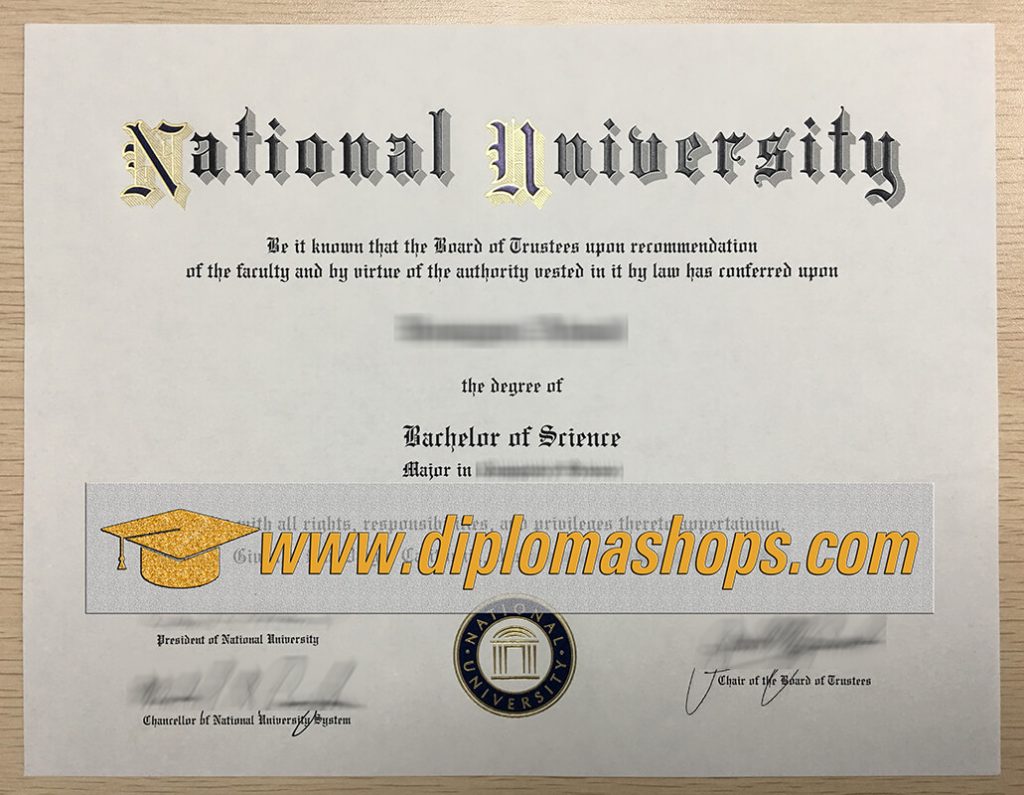 National University
Be it known that the Board of Trustees upon recommendation
of the faculty and by virtue of the authority vested in it by law has conferred upon
the degree of
Bachelor of Science
Major in
with all rights, responsibilities, and privileges thereto appertaining.
www.diplomashops.com
President of National University
NATIONAL UNIVERSITY
Chair of the Board of Trustees
Chancellor of National University System